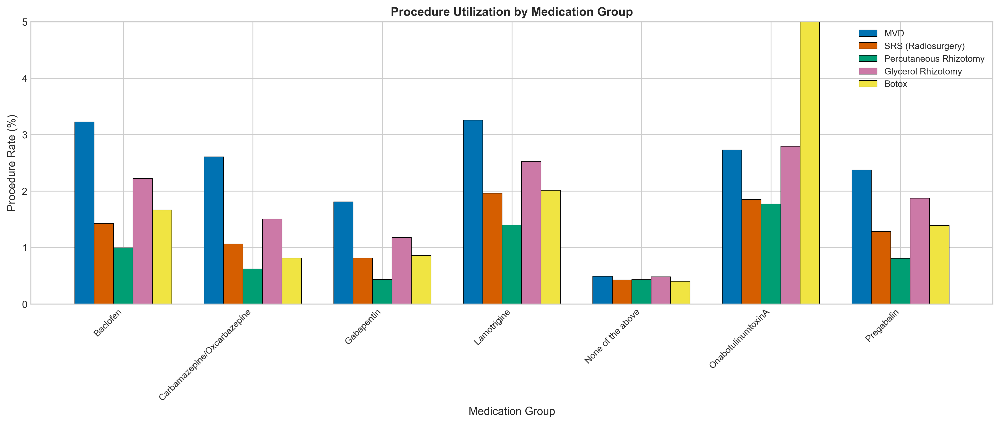 Procedure Utilization by Medication Group
5
4
3
2
1
0
Procedure Rate (%)
MVD
SRS (Radiosurgery)
Percutaneous Rhizotomy
Glycerol Rhizotomy
Botox
Baclofen
Carbamazepine/Oxcarbazepine
Gabapentin
Lamotrigine
None of the above
OnabotulinumtoxinA
Pregabalin
Medication Group